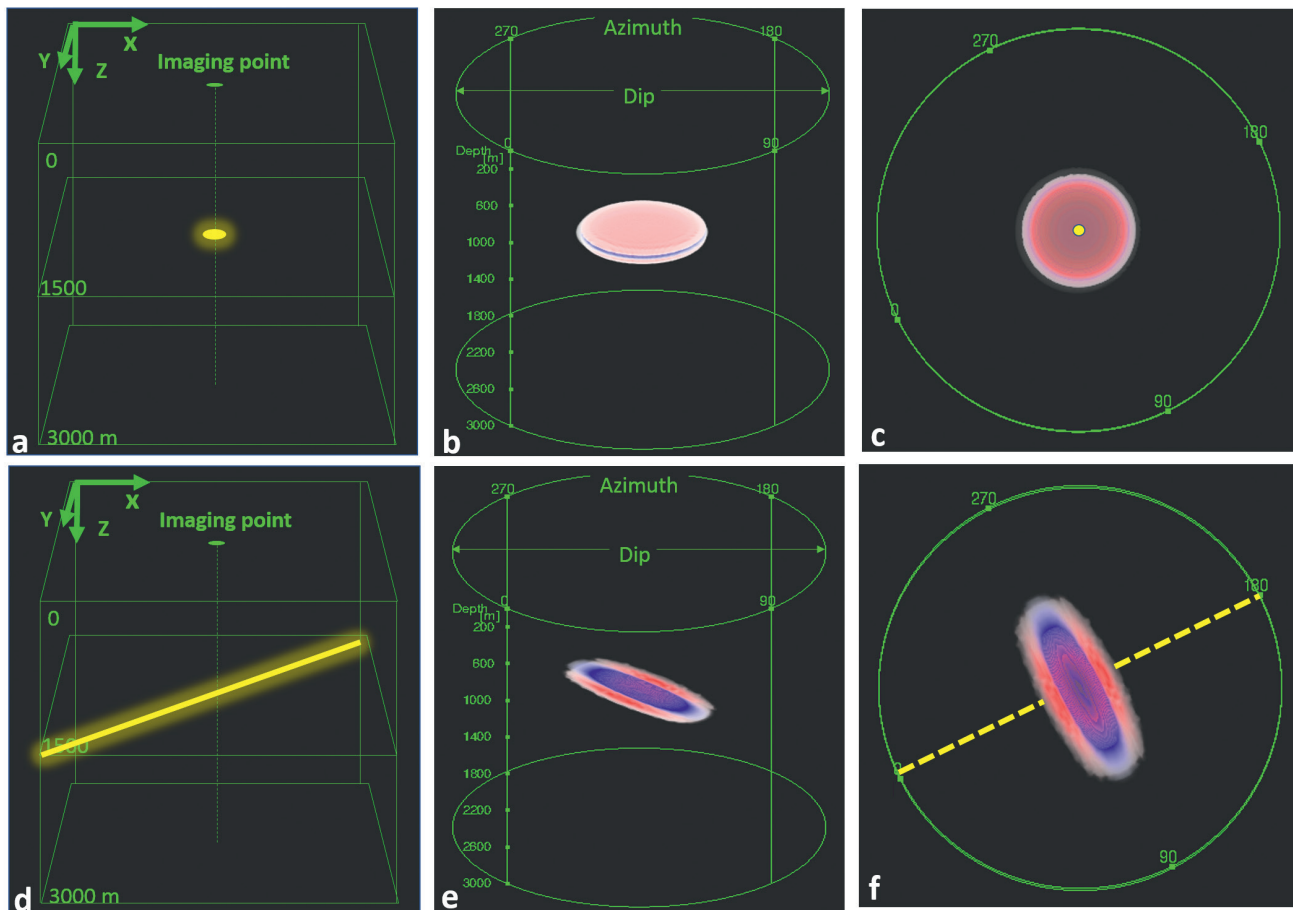 X
Y
Z
Imaging point
0
1500
3000 m
a
270
Azimuth
180
Dip
Depth
[m]
0
90
200
600
1000
1400
1800
2200
2600
3000
b
270
180
0
90
c
X
Y
Z
Imaging point
0
1500
3000 m
d
270
Azimuth
180
Dip
Depth
[m]
0
90
200
600
1000
1400
1800
2200
2600
3000
e
270
180
0
90
f